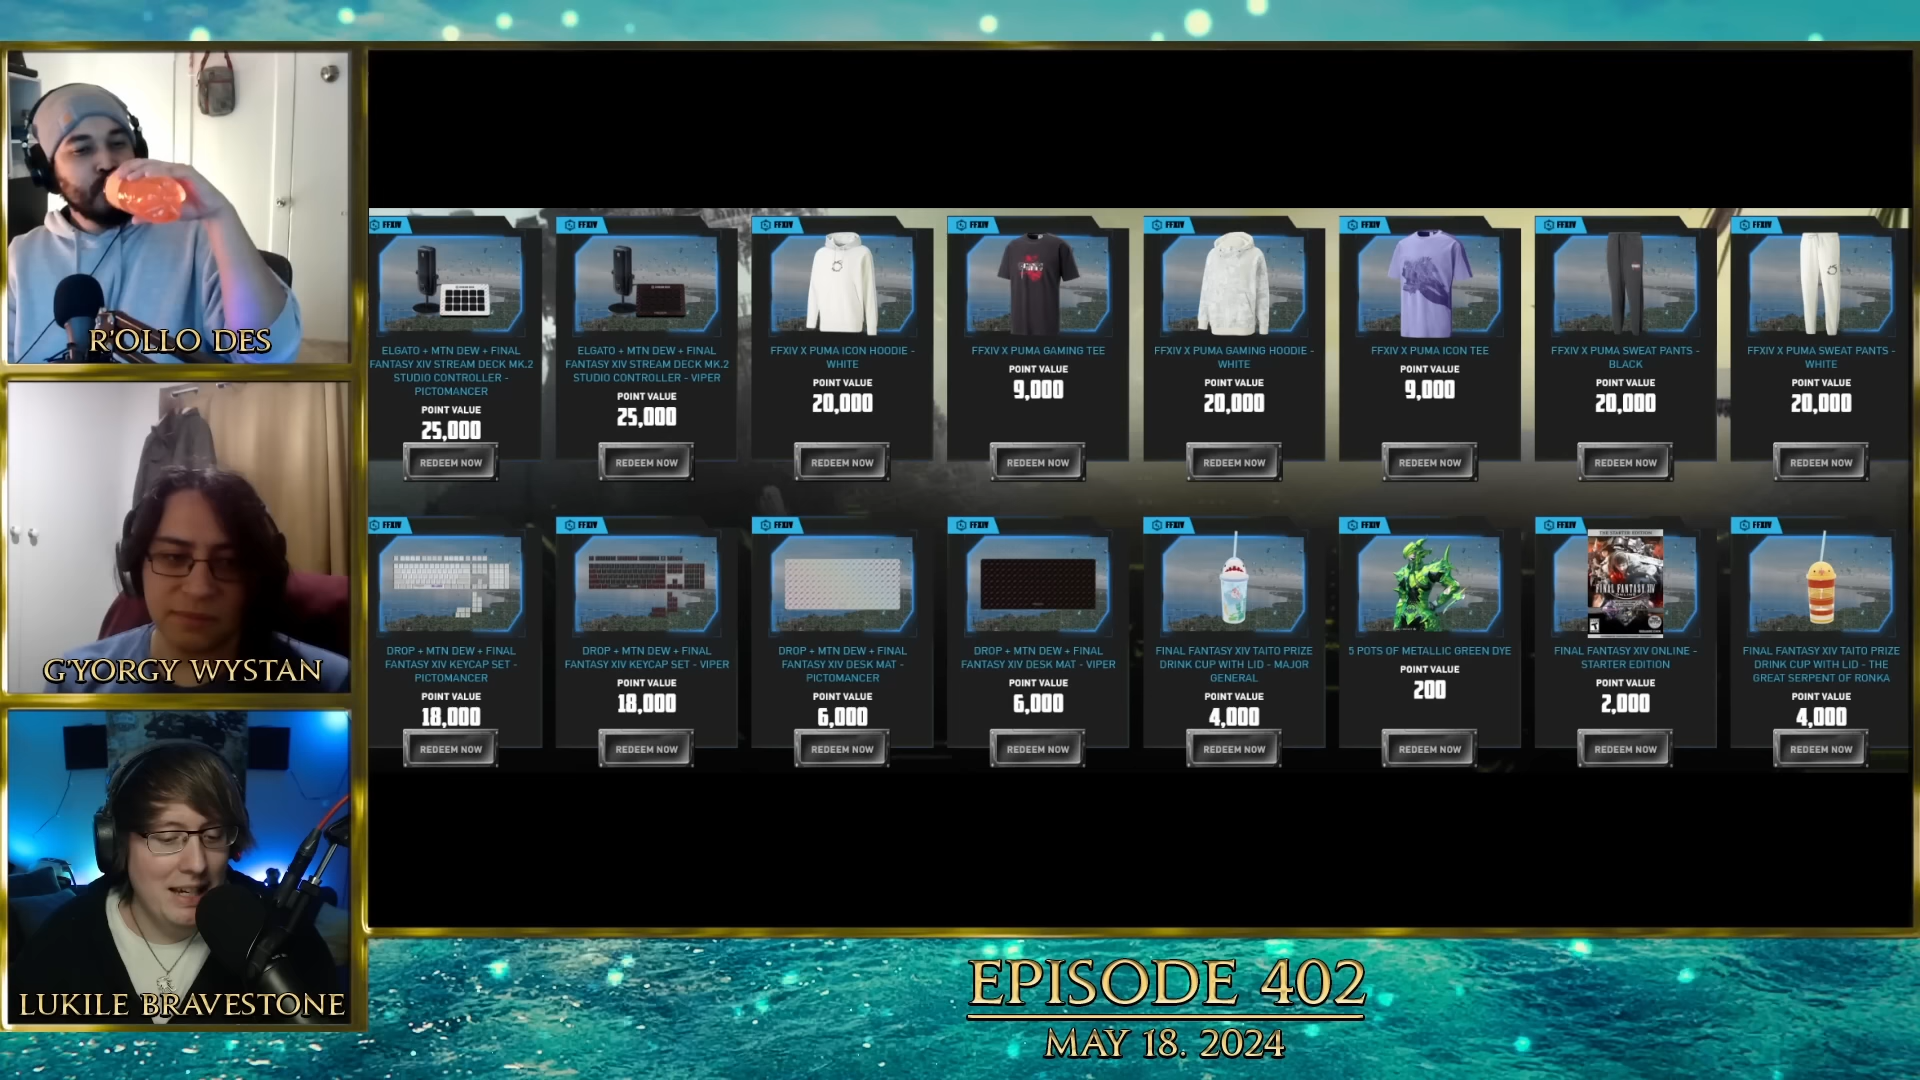 R'OLLO DES
G'YORGY WYSTAN
LUKILE BRAVESTONE
FFXIV
ELGATO + MTN DEW + FINAL
FANTASY XIV STREAM DECK MK.2
STUDIO CONTROLLER -
PICTOMANCER
POINT VALUE
25,000
REDEEM NOW
FFXIV
ELGATO + MTN DEW + FINAL
FANTASY XIV STREAM DECK MK.2
STUDIO CONTROLLER - VIPER
POINT VALUE
25,000
REDEEM NOW
FFXIV
FFXIV X PUMA ICON HOODIE -
WHITE
POINT VALUE
20,000
REDEEM NOW
FFXIV
FFXIV X PUMA GAMING TEE
POINT VALUE
9,000
REDEEM NOW
FFXIV
FFXIV X PUMA GAMING HOODIE -
WHITE
POINT VALUE
20,000
REDEEM NOW
FFXIV
FFXIV X PUMA ICON TEE
POINT VALUE
9,000
REDEEM NOW
FFXIV
FFXIV X PUMA SWEAT PANTS -
BLACK
POINT VALUE
20,000
REDEEM NOW
FFXIV
FFXIV X PUMA SWEAT PANTS -
WHITE
POINT VALUE
20,000
REDEEM NOW
FFXIV
DROP + MTN DEW + FINAL
FANTASY XIV KEYCAP SET -
PICTOMANCER
POINT VALUE
18,000
REDEEM NOW
FFXIV
DROP + MTN DEW + FINAL
FANTASY XIV KEYCAP SET - VIPER
POINT VALUE
18,000
REDEEM NOW
FFXIV
DROP + MTN DEW + FINAL
FANTASY XIV DESK MAT -
PICTOMANCER
POINT VALUE
6,000
REDEEM NOW
FFXIV
DROP + MTN DEW + FINAL
FANTASY XIV DESK MAT - VIPER
POINT VALUE
6,000
REDEEM NOW
FFXIV
FINAL FANTASY XIV TAITO PRIZE
DRINK CUP WITH LID - MAJOR
GENERAL
POINT VALUE
4,000
REDEEM NOW
FFXIV
5 POTS OF METALLIC GREEN DYE
POINT VALUE
200
REDEEM NOW
FFXIV
FINAL FANTASY XIV
FINAL FANTASY XIV ONLINE -
STARTER EDITION
POINT VALUE
2,000
REDEEM NOW
FFXIV
FINAL FANTASY XIV TAITO PRIZE
DRINK CUP WITH LID - THE
GREAT SERPENT OF RONKA
POINT VALUE
4,000
REDEEM NOW
EPISODE 402
MAY 18. 2024